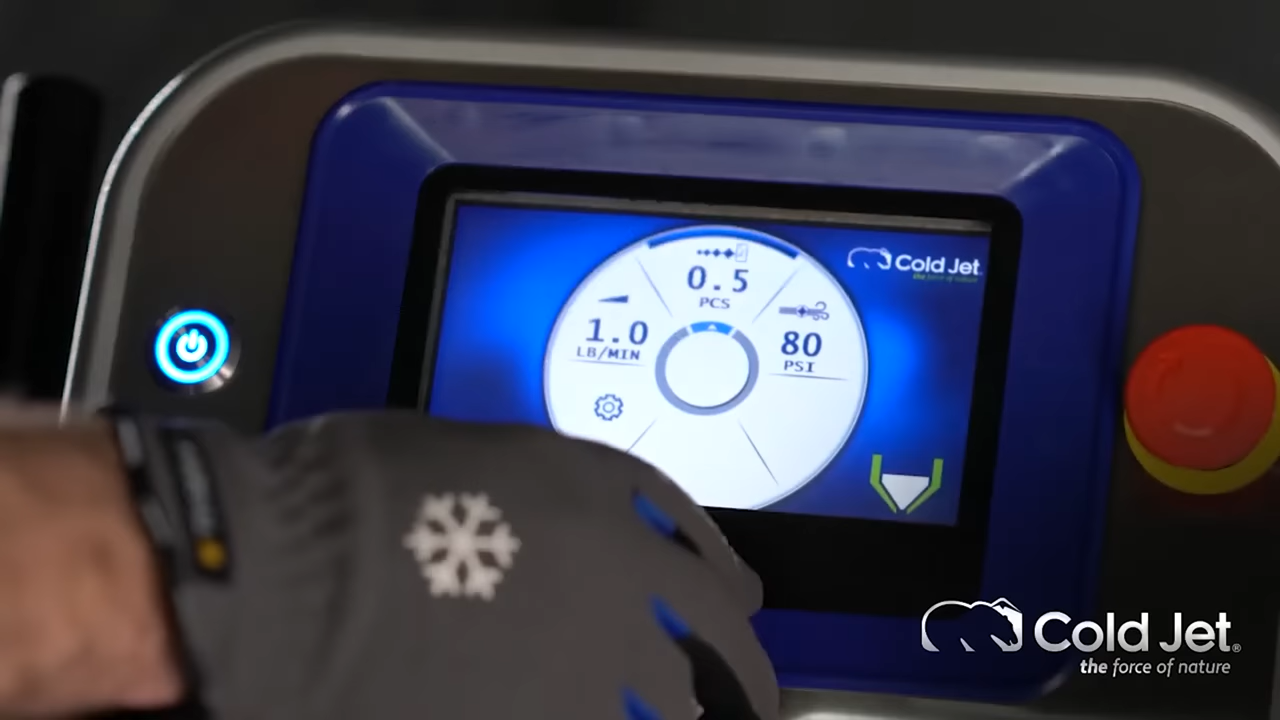 0.5
PCS
1.0
LB/MIN
80
PSI
Cold Jet
Cold Jet®
the force of nature